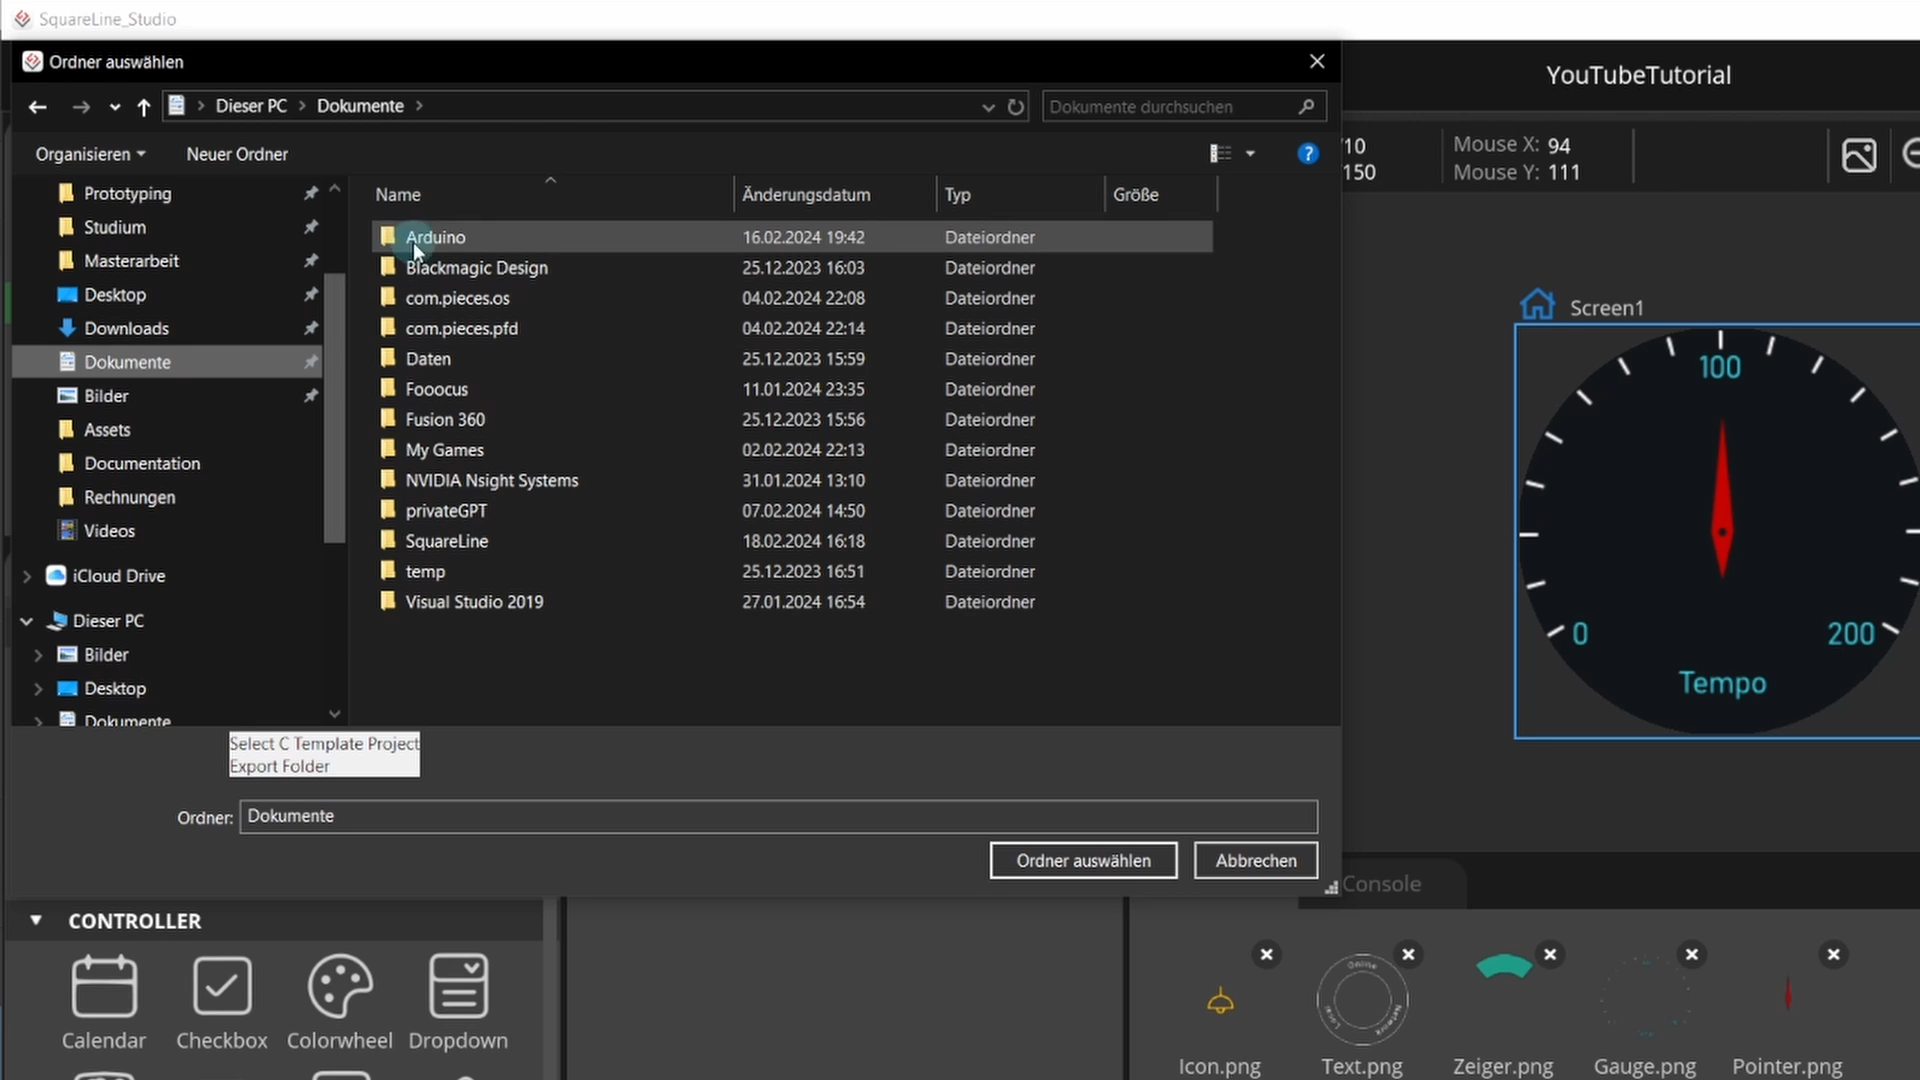 SquareLine_Studio
Ordner auswählen
YouTubeTutorial
Dieser PC
Dokumente
Dokumente durchsuchen
Organisieren
Neuer Ordner
/10
/150
Mouse X: 94
Mouse Y: 111
Name
Änderungsdatum
Typ
Größe
Prototyping
Studium
Masterarbeit
Desktop
Downloads
Dokumente
Bilder
Assets
Documentation
Rechnungen
Videos
iCloud Drive
Dieser PC
Bilder
Desktop
Dokumente
Arduino 16.02.2024 19:42 Dateiordner
Blackmagic Design 25.12.2023 16:03 Dateiordner
com.pieces.os 04.02.2024 22:08 Dateiordner
com.pieces.pfd 04.02.2024 22:14 Dateiordner
Daten 25.12.2023 15:59 Dateiordner
Fooocus 11.01.2024 23:35 Dateiordner
Fusion 360 25.12.2023 15:56 Dateiordner
My Games 02.02.2024 22:13 Dateiordner
NVIDIA Nsight Systems 31.01.2024 13:10 Dateiordner
privateGPT 07.02.2024 14:50 Dateiordner
SquareLine 18.02.2024 16:18 Dateiordner
temp 25.12.2023 16:51 Dateiordner
Visual Studio 2019 27.01.2024 16:54 Dateiordner
Screen1
100
0
200
Tempo
Select C Template Project
Export Folder
Ordner: Dokumente
Ordner auswählen
Abbrechen
Console
CONTROLLER
Calendar
Checkbox
Colorwheel
Dropdown
Online
Local
Network
Icon.png
Text.png
Zeiger.png
Gauge.png
Pointer.png